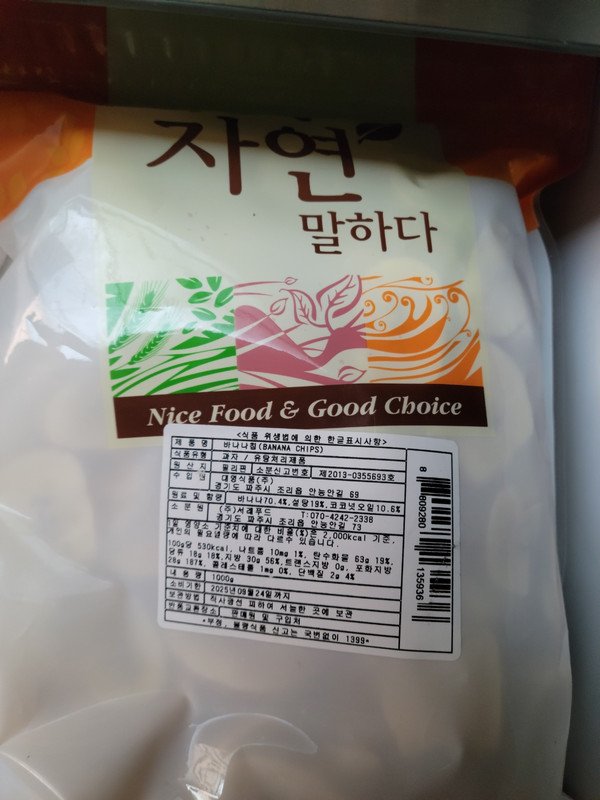 자연
말하다
Nice Food & Good Choice
<식품 위생법에 의한 한글표시사항>
제 품 명 바나나칩(BANANA CHIPS)
식품유형 과자 / 유탕처리제품
원 산 지 필리핀 소분신고번호 제2013-0355693호
수 입 원 대영식품(주)
경기도 파주시 조리읍 안능안길 69
원료 및 함량 바나나70.4%,설탕19%,코코넛오일10.6%
소 분 원 (주)서래푸드 T:070-4242-2338
경기도 파주시 조리읍 안능안길 73
1일 영양소 기준치에 대한 비율(%)은 2,000kcal 기준,
개인의 필요열량에 따라 다를수 있습니다
100g당 530kcal, 나트륨 10mg 1%, 탄수화물 63g 19%,
당류 18g 18%,지방 30g 56%,트랜스지방 0g, 포화지방
28g 187%, 콜레스테롤 1mg 0%, 단백질 2g 4%
내 용 량 1000g
소비기한 2025년09월24일까지
보관방법 직사광선 피하여 서늘한 곳에 보관
반품교환장소 판매원 및 구입처
*부정, 불량식품 신고는 국번없이 1399*
8 809280 135936